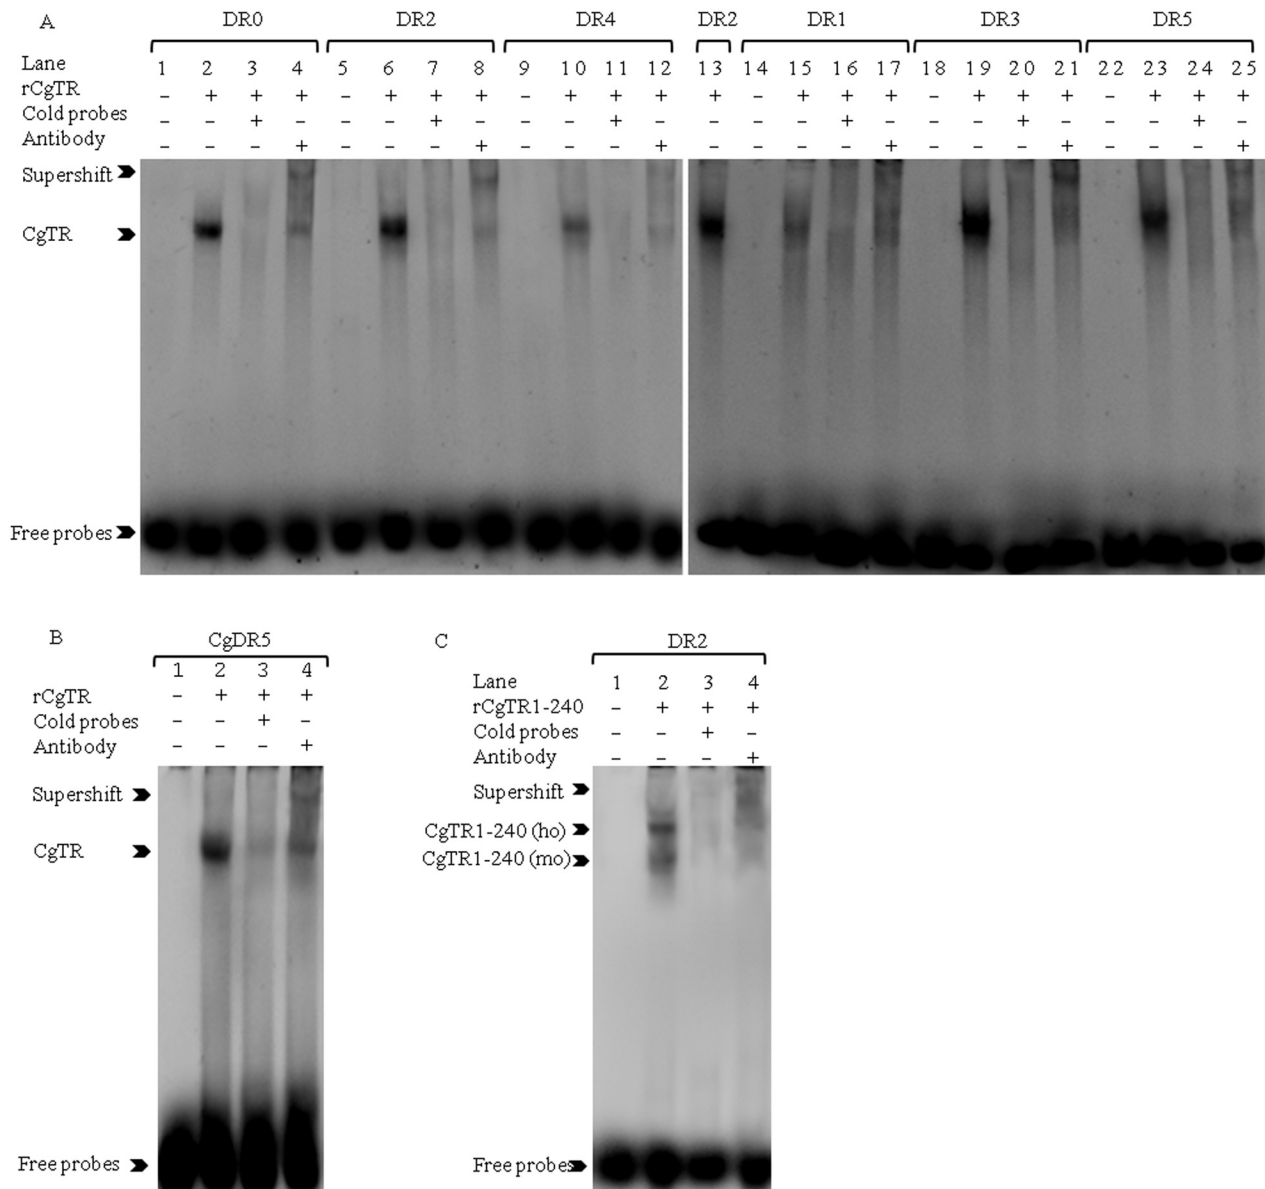 A DR0 DR2 DR4 DR2 DR1 DR3 DR5
Lane 1 2 3 4 5 6 7 8 9 10 11 12 13 14 15 16 17 18 19 20 21 22 23 24 25
rCgTR – + + + – + + + – + + + + – + + + – + + + – + + +
Cold probes – – + – – – + – – – + – – – – + – – – + – – – + –
Antibody – – – + – – – + – – – + – – – – + – – – + – – – +
Supershift
CgTR
Free probes
B CgDR5
1 2 3 4
rCgTR – + + +
Cold probes – – + –
Antibody – – – +
Supershift
CgTR
Free probes
C DR2
Lane 1 2 3 4
rCgTR1-240 – + + +
Cold probes – – + –
Antibody – – – +
Supershift
CgTR1-240 (ho)
CgTR1-240 (mo)
Free probes